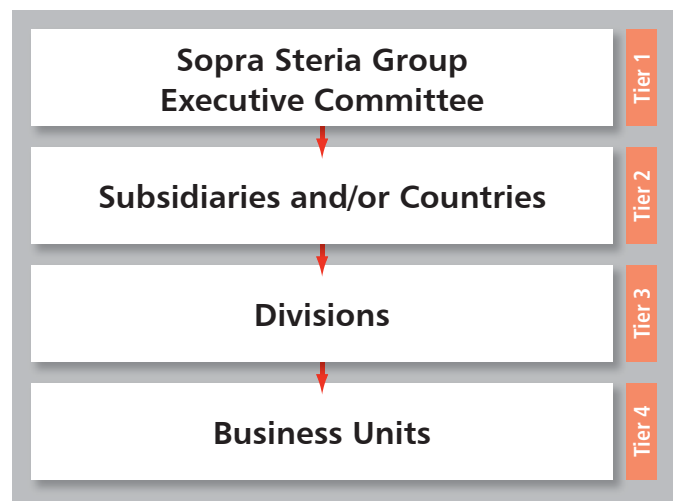 Sopra Steria Group
Executive Committee
Tier 1
Subsidiaries and/or Countries
Tier 2
Divisions
Tier 3
Business Units
Tier 4